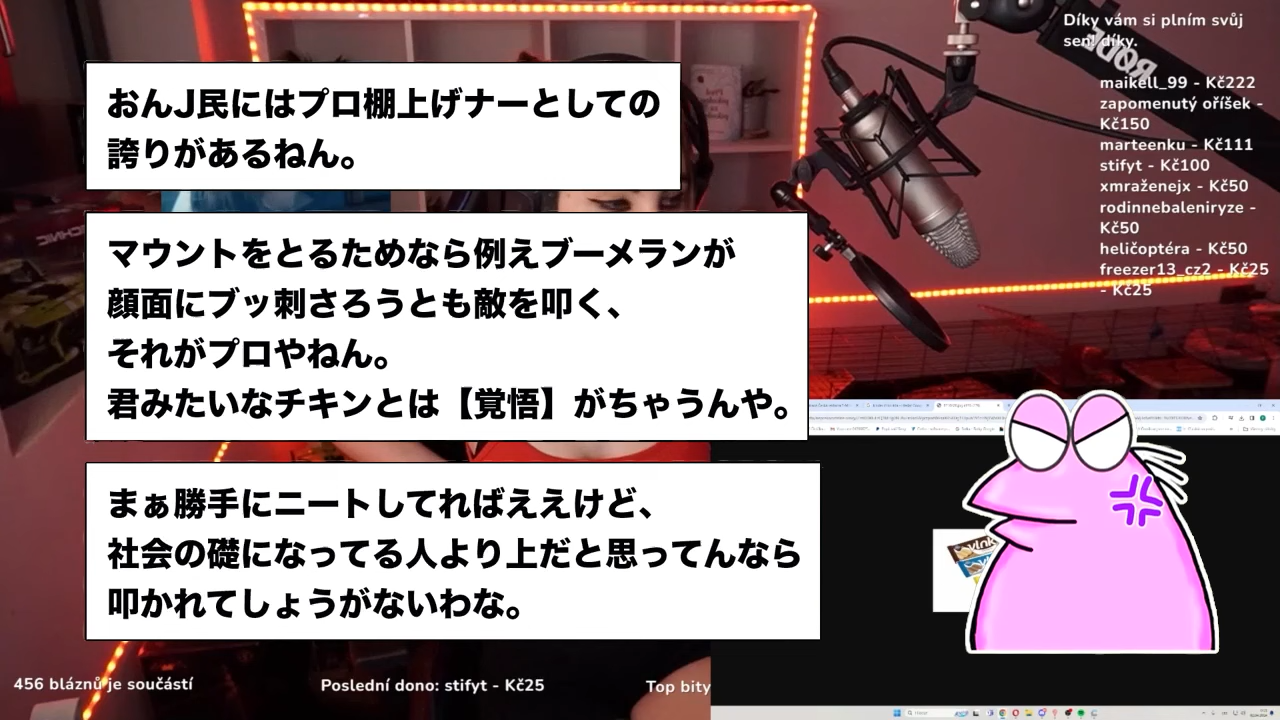 おんJ民にはプロ棚上げナーとしての
誇りがあるねん。
マウントをとるためなら例えブーメランが
顔面にブッ刺さろうとも敵を叩く、
それがプロやねん。
君みたいなチキンとは【覚悟】がちゃうんや。
まぁ勝手にニートしてればええけど、
社会の礎になってる人より上だと思ってんなら
叩かれてしょうがないわな。
Díky vám si plním svůj
sen! díky.
RØDE
maikell_99 - Kč222
zapomenutý oříšek -
Kč150
marteenku - Kč111
stifyt - Kč100
xmraženejx - Kč50
rodinnebaleniryze -
Kč50
heličoptéra - Kč50
freezer13_cz2 - Kč25
- Kč25
456 bláznů je součástí
Poslední dono: stifyt - Kč25
Top bity